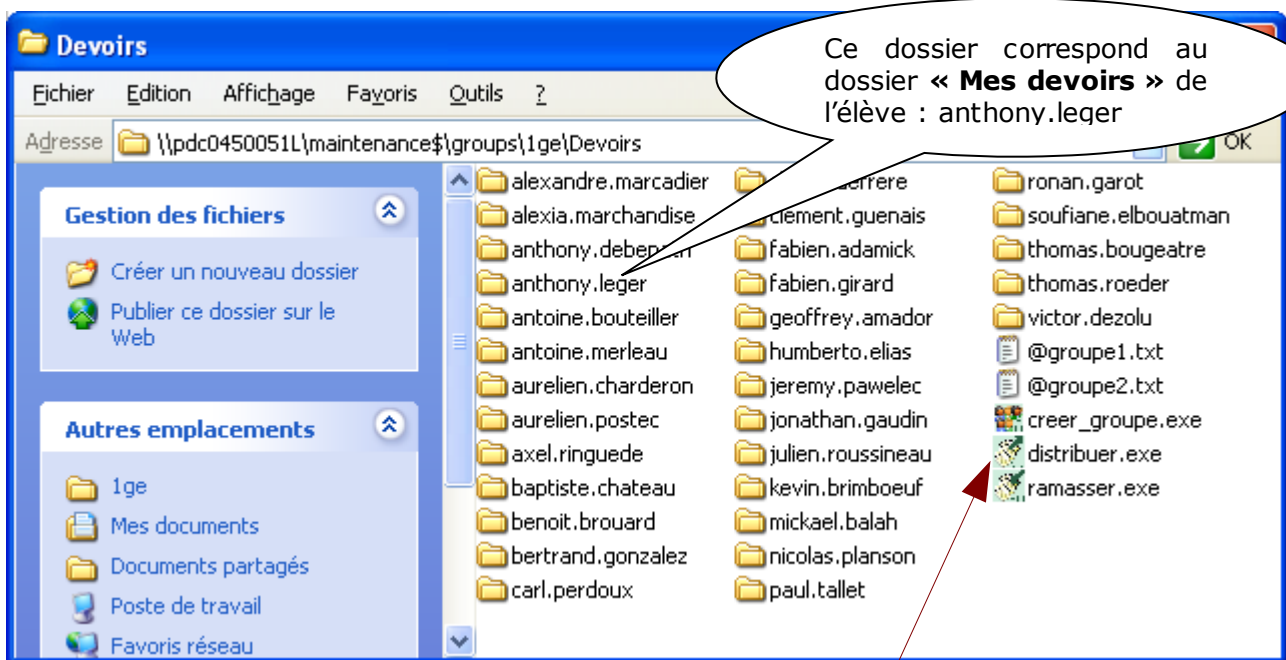 Devoirs
Ce dossier correspond au
dossier « Mes devoirs » de
l'élève : anthony.leger
Fichier Edition Affichage Favoris Outils ?
Adresse \\pdc0450051L\maintenance$\groups\1ge\Devoirs OK
Gestion des fichiers
Créer un nouveau dossier
Publier ce dossier sur le
Web
Autres emplacements
1ge
Mes documents
Documents partagés
Poste de travail
Favoris réseau
alexandre.marcadier
alexia.marchandise
anthony.leger
antoine.bouteiller
antoine.merleau
aurelien.charderon
aurelien.postec
axel.ringuede
baptiste.chateau
benoit.brouard
bertrand.gonzalez
carl.perdoux
clement.guenais
fabien.adamick
fabien.girard
geoffrey.amador
humberto.elias
jeremy.pawelec
jonathan.gaudin
julien.roussineau
kevin.brimboeuf
mickael.balah
nicolas.planson
paul.tallet
ronan.garot
soufiane.elbouatman
thomas.bougeatre
thomas.roeder
victor.dezolu
@groupe1.txt
@groupe2.txt
creer_groupe.exe
distribuer.exe
ramasser.exe